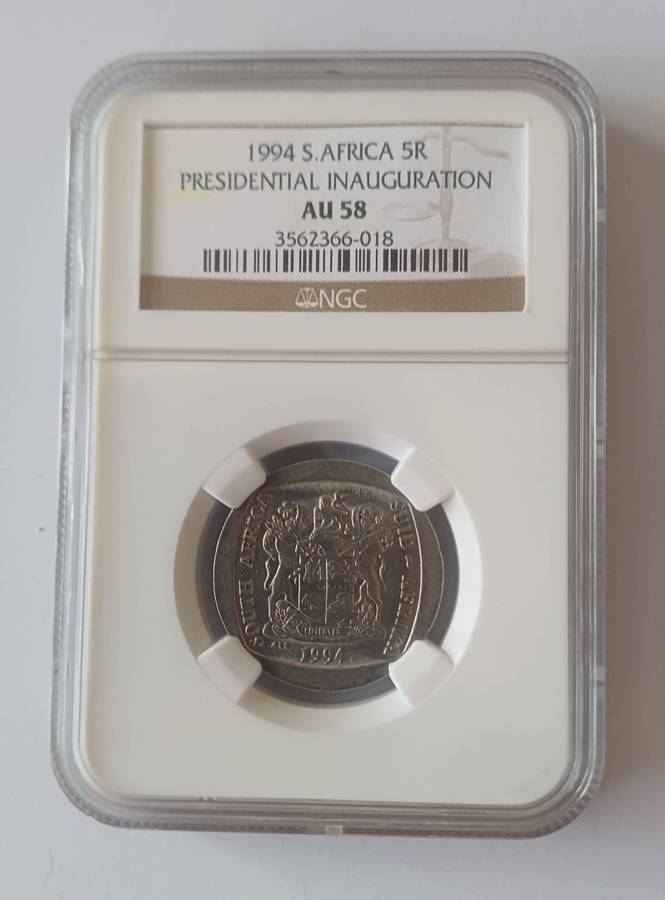 1994 S.AFRICA 5R
PRESIDENTIAL INAUGURATION
AU 58
3562366-018
NGC
SOUTH AFRICA
SUID-AFRIKA
1994